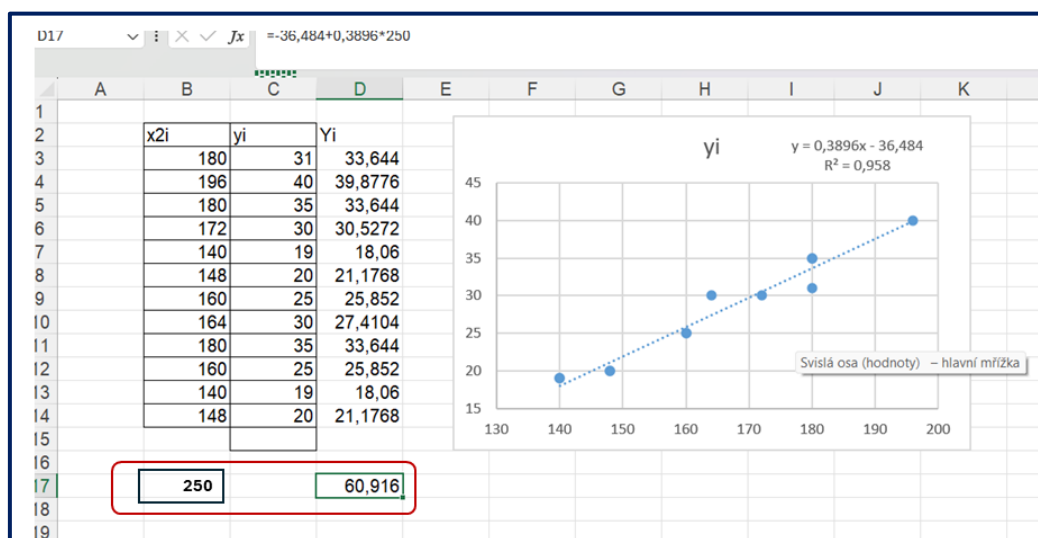 D17 fx =-36,484+0,3896*250
A B C D E F G H I J K
1
2 x2i yi Yi
3 180 31 33,644
4 196 40 39,8776
5 180 35 33,644
6 172 30 30,5272
7 140 19 18,06
8 148 20 21,1768
9 160 25 25,852
10 164 30 27,4104
11 180 35 33,644
12 160 25 25,852
13 140 19 18,06
14 148 20 21,1768
15
16
17 250 60,916
18
19
yi
y = 0,3896x - 36,484
R² = 0,958
45
40
35
30
25
20
15
130 140 150 160 170 180 190 200
Svislá osa (hodnoty) – hlavní mřížka